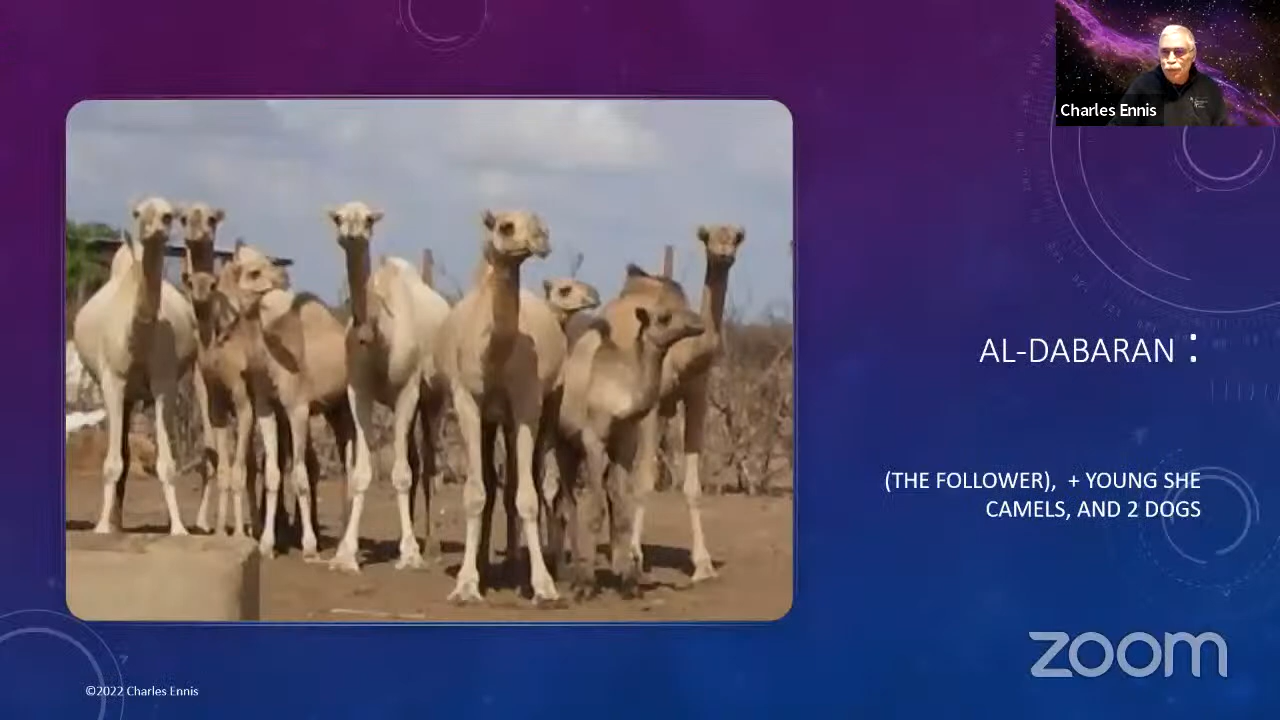 Charles Ennis
AL-DABARAN :
(THE FOLLOWER), + YOUNG SHE
CAMELS, AND 2 DOGS
zoom
©2022 Charles Ennis